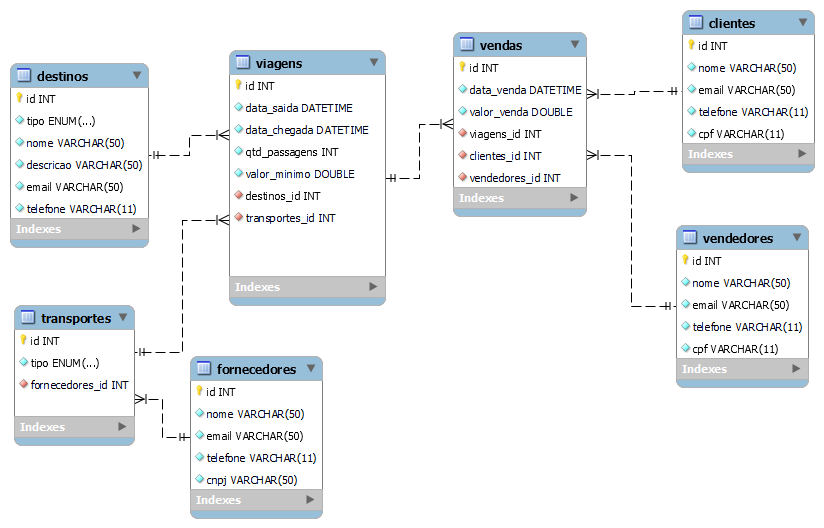 destinos
id INT
tipo ENUM(...)
nome VARCHAR(50)
descricao VARCHAR(50)
email VARCHAR(50)
telefone VARCHAR(11)
Indexes
viagens
id INT
data_saida DATETIME
data_chegada DATETIME
qtd_passagens INT
valor_minimo DOUBLE
destinos_id INT
transportes_id INT
Indexes
vendas
id INT
data_venda DATETIME
valor_venda DOUBLE
viagens_id INT
clientes_id INT
vendedores_id INT
Indexes
clientes
id INT
nome VARCHAR(50)
email VARCHAR(50)
telefone VARCHAR(11)
cpf VARCHAR(11)
Indexes
vendedores
id INT
nome VARCHAR(50)
email VARCHAR(50)
telefone VARCHAR(11)
cpf VARCHAR(11)
Indexes
transportes
id INT
tipo ENUM(...)
fornecedores_id INT
Indexes
fornecedores
id INT
nome VARCHAR(50)
email VARCHAR(50)
telefone VARCHAR(11)
cnpj VARCHAR(50)
Indexes